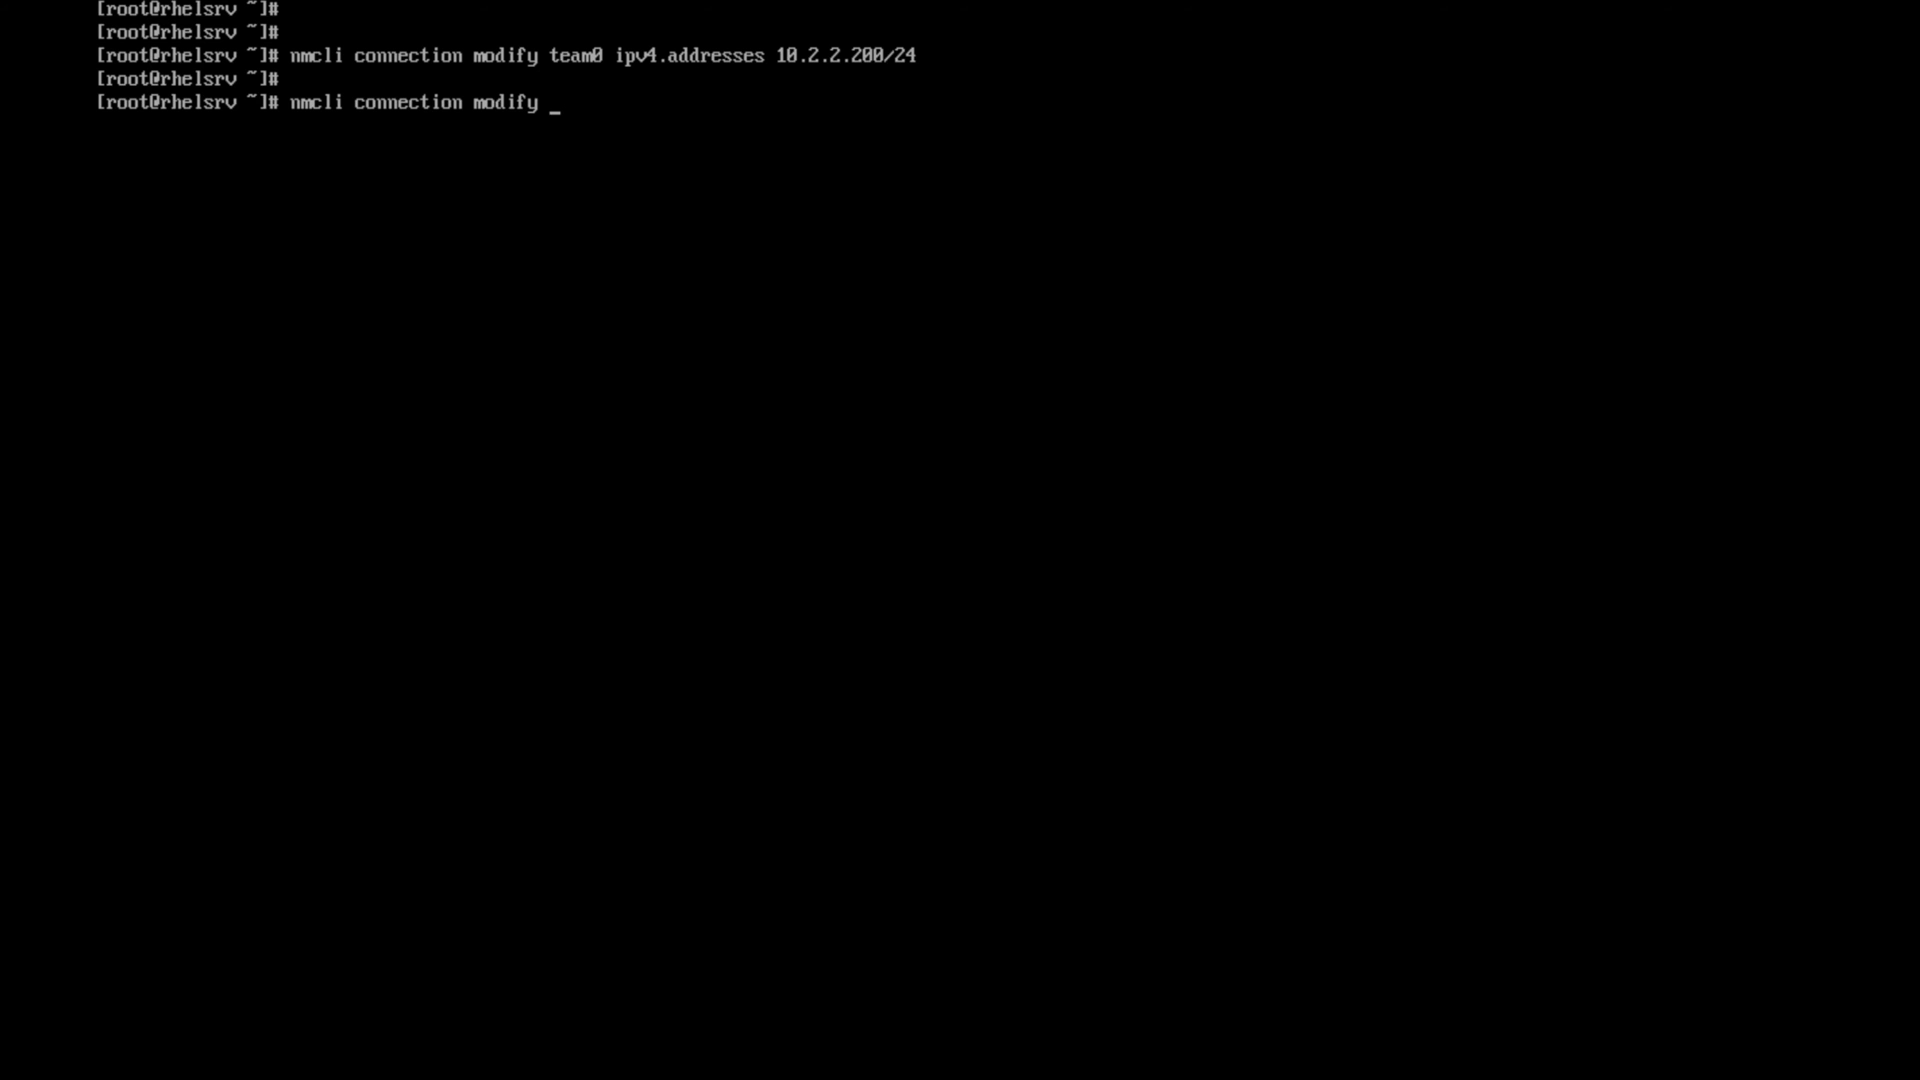 [root@rhelsrv ~]#
[root@rhelsrv ~]#
[root@rhelsrv ~]# nmcli connection modify team0 ipv4.addresses 10.2.2.200/24
[root@rhelsrv ~]#
[root@rhelsrv ~]# nmcli connection modify _